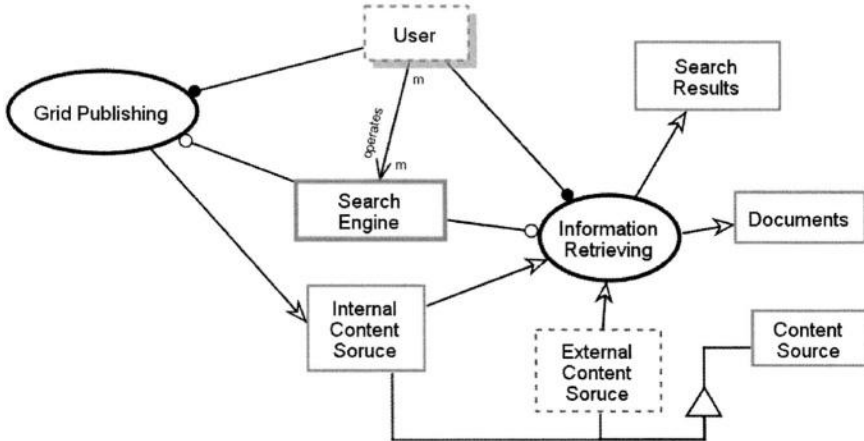 User
m
Search
Results
Grid Publishing
operates
m
Search
Engine
Information
Retrieving
Documents
Internal
Content
Soruce
External
Content
Soruce
Content
Source